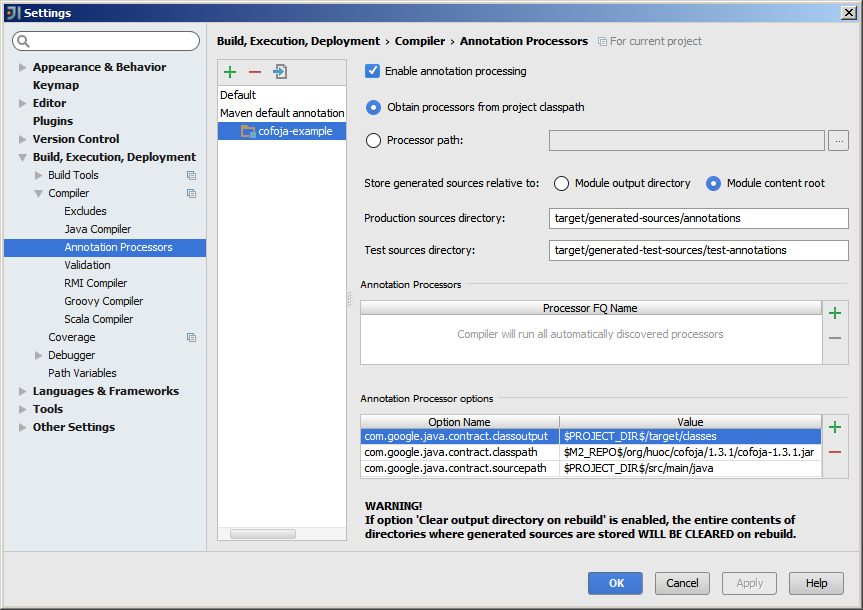 Settings
Appearance & Behavior
Keymap
Editor
Plugins
Version Control
Build, Execution, Deployment
Build Tools
Compiler
Excludes
Java Compiler
Annotation Processors
Validation
RMI Compiler
Groovy Compiler
Scala Compiler
Coverage
Debugger
Path Variables
Languages & Frameworks
Tools
Other Settings
Build, Execution, Deployment › Compiler › Annotation Processors For current project
Default
Maven default annotation
cofoja-example
Enable annotation processing
Obtain processors from project classpath
Processor path: ...
Store generated sources relative to: Module output directory Module content root
Production sources directory: target/generated-sources/annotations
Test sources directory: target/generated-test-sources/test-annotations
Annotation Processors
Processor FQ Name
Compiler will run all automatically discovered processors
Annotation Processor options
Option Name Value
com.google.java.contract.classoutput $PROJECT_DIR$/target/classes
com.google.java.contract.classpath $M2_REPO$/org/huoc/cofoja/1.3.1/cofoja-1.3.1.jar
com.google.java.contract.sourcepath $PROJECT_DIR$/src/main/java
WARNING!
If option 'Clear output directory on rebuild' is enabled, the entire contents of
directories where generated sources are stored WILL BE CLEARED on rebuild.
OK Cancel Apply Help